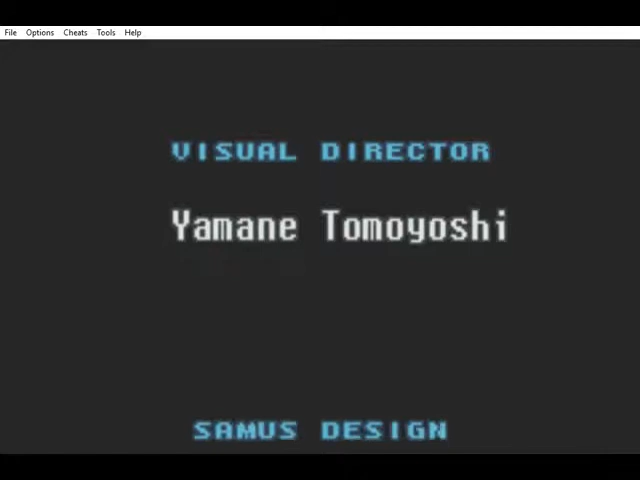 File Options Cheats Tools Help
VISUAL DIRECTOR
Yamane Tomoyoshi
SAMUS DESIGN